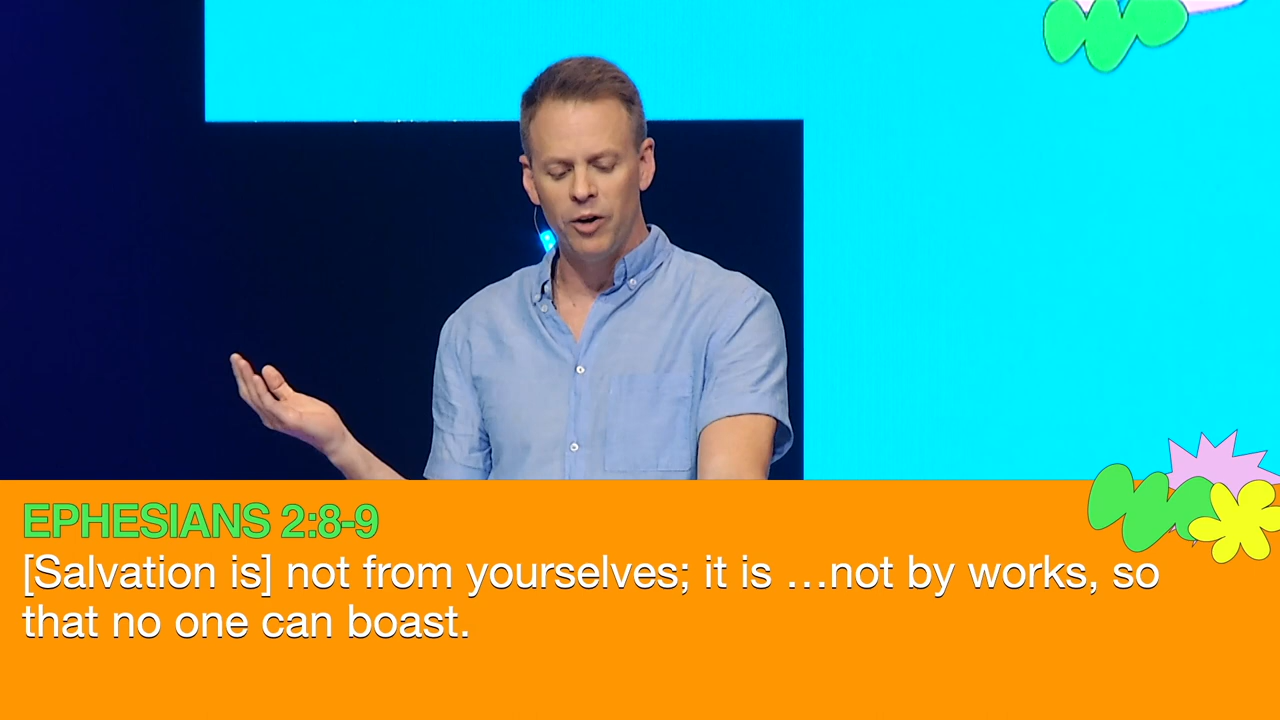 EPHESIANS 2:8-9
[Salvation is] not from yourselves; it is …not by works, so
that no one can boast.